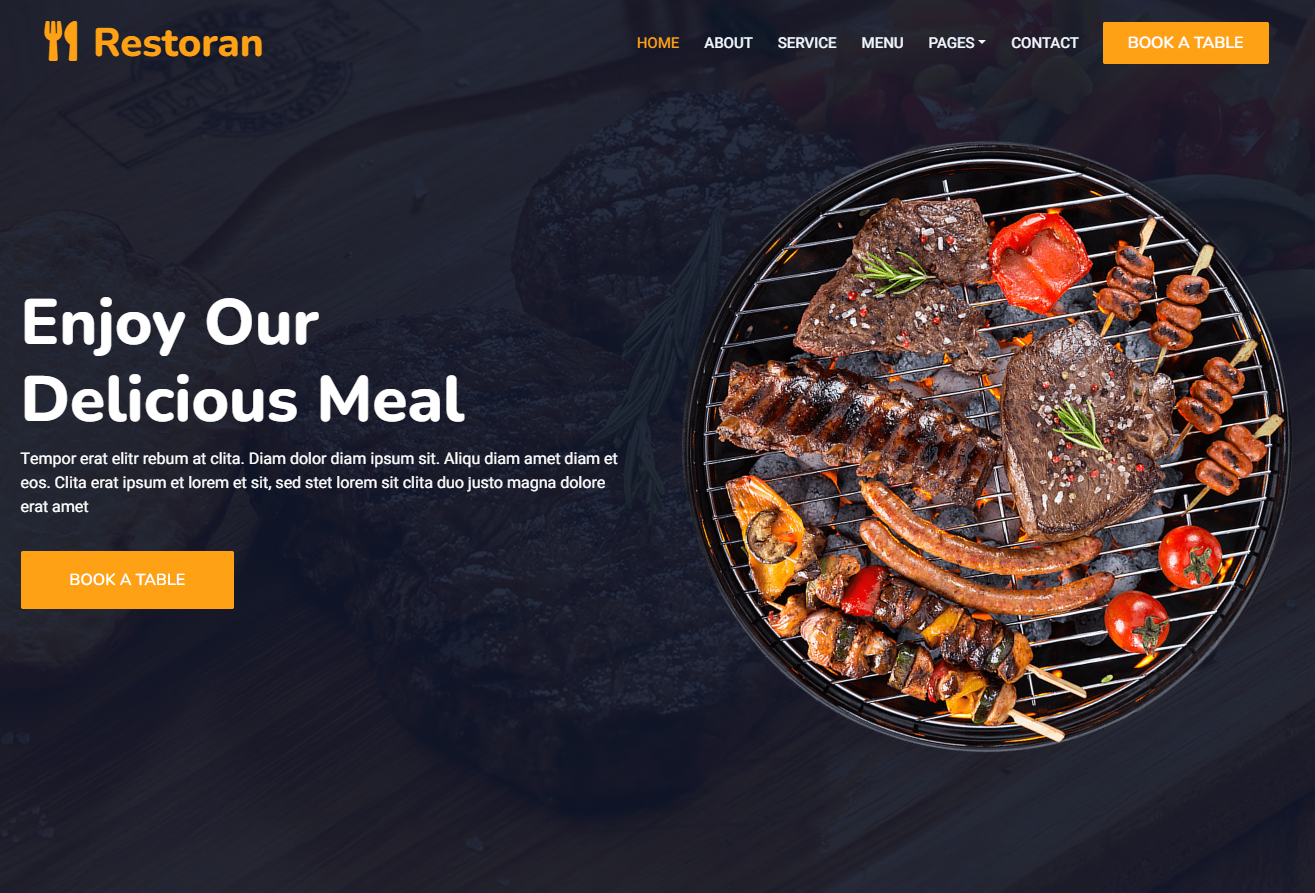 Restoran
HOME ABOUT SERVICE MENU PAGES CONTACT BOOK A TABLE
Enjoy Our
Delicious Meal
Tempor erat elitr rebum at clita. Diam dolor diam ipsum sit. Aliqu diam amet diam et
eos. Clita erat ipsum et lorem et sit, sed stet lorem sit clita duo justo magna dolore
erat amet
BOOK A TABLE